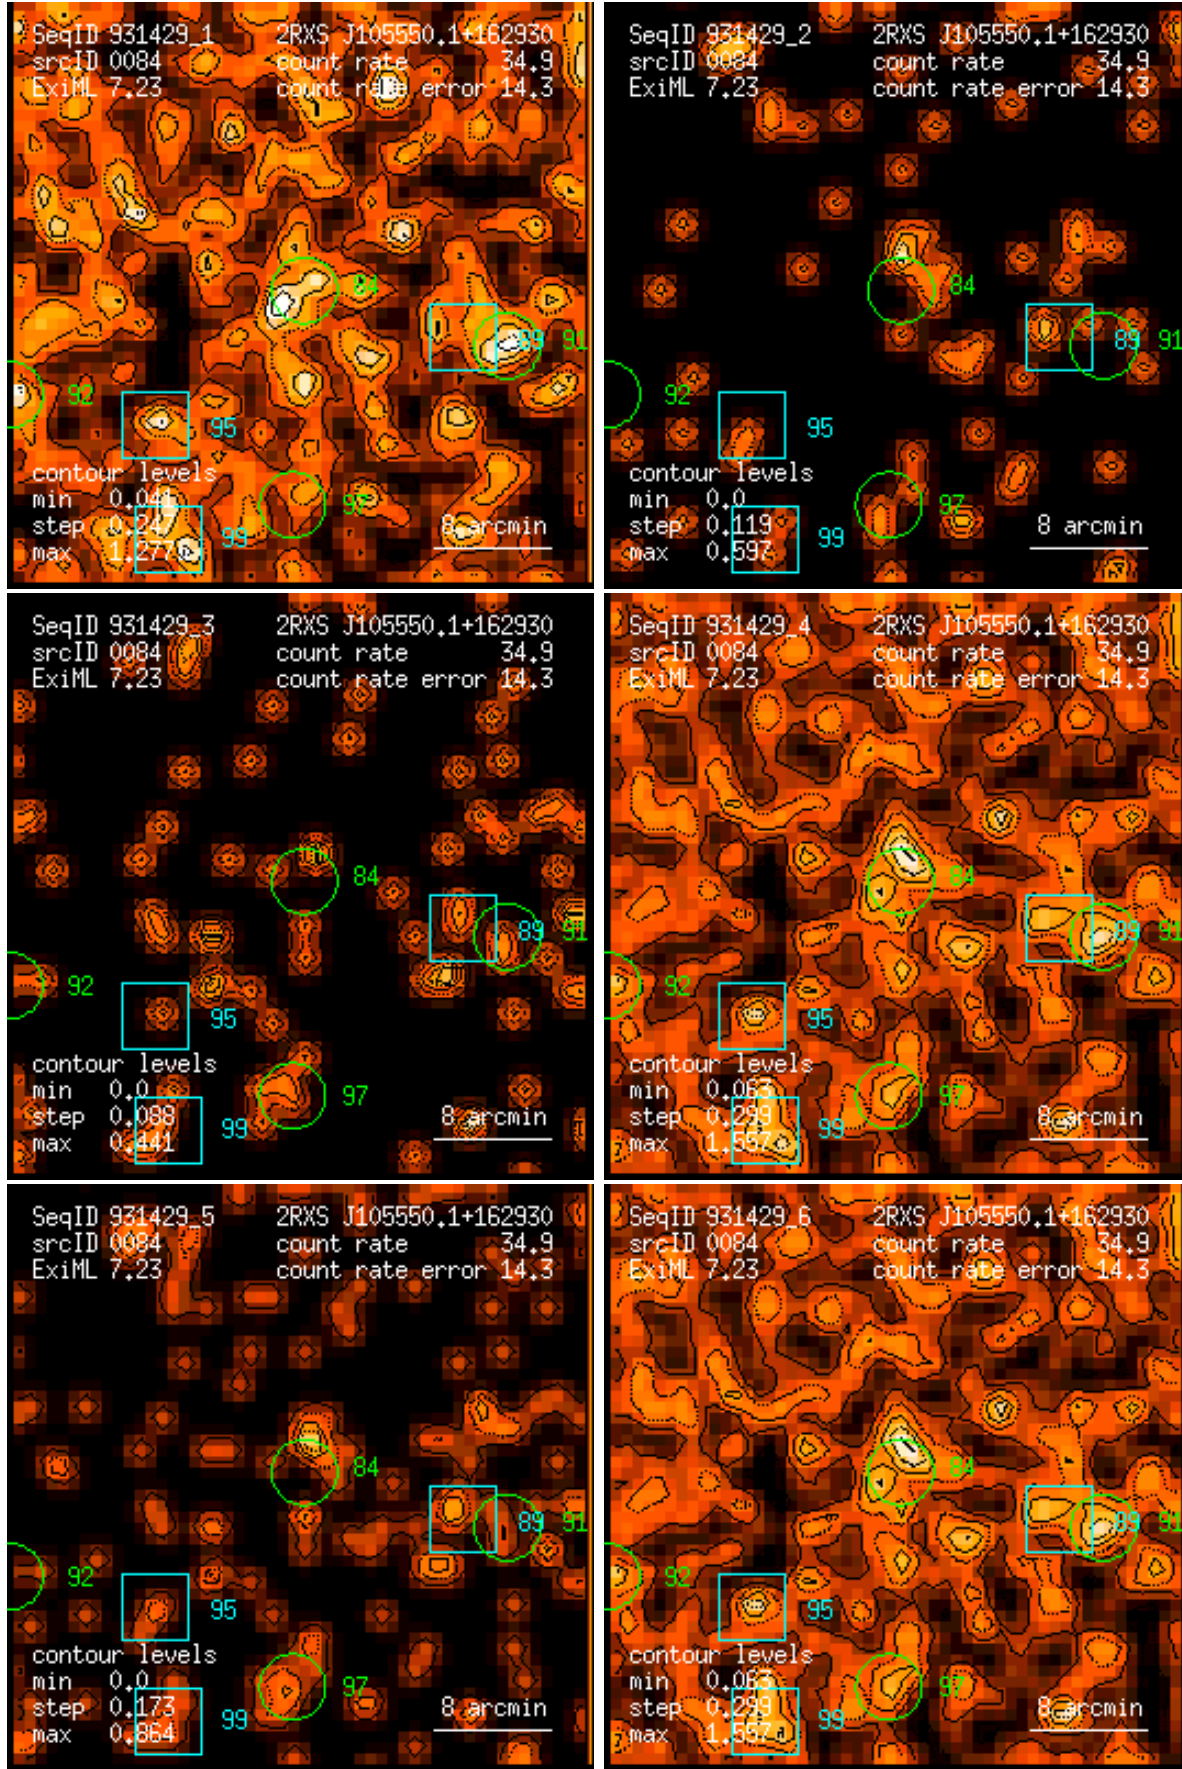 SeqID 931429_1 2RXS J105550.1+162930
srcID 0084 count rate 34.9
ExiML 7.23 count rate error 14.3
84
89 91
92
95
contour levels
min 0.041
97
step 0.247
8 arcmin
max 1.277
99
SeqID 931429_2 2RXS J105550.1+162930
srcID 0084 count rate 34.9
ExiML 7.23 count rate error 14.3
84
89 91
92
95
contour levels
min 0.0
97
step 0.119
8 arcmin
max 0.597
99
SeqID 931429_3 2RXS J105550.1+162930
srcID 0084 count rate 34.9
ExiML 7.23 count rate error 14.3
84
89 91
92
95
contour levels
min 0.0
97
step 0.088
8 arcmin
max 0.441
99
SeqID 931429_4 2RXS J105550.1+162930
srcID 0084 count rate 34.9
ExiML 7.23 count rate error 14.3
84
89 91
92
95
contour levels
min 0.063
97
step 0.299
8 arcmin
max 1.557
99
SeqID 931429_5 2RXS J105550.1+162930
srcID 0084 count rate 34.9
ExiML 7.23 count rate error 14.3
84
89 91
92
95
contour levels
min 0.0
97
step 0.173
8 arcmin
max 0.864
99
SeqID 931429_6 2RXS J105550.1+162930
srcID 0084 count rate 34.9
ExiML 7.23 count rate error 14.3
84
89 91
92
95
contour levels
min 0.063
97
step 0.299
8 arcmin
max 1.557
99